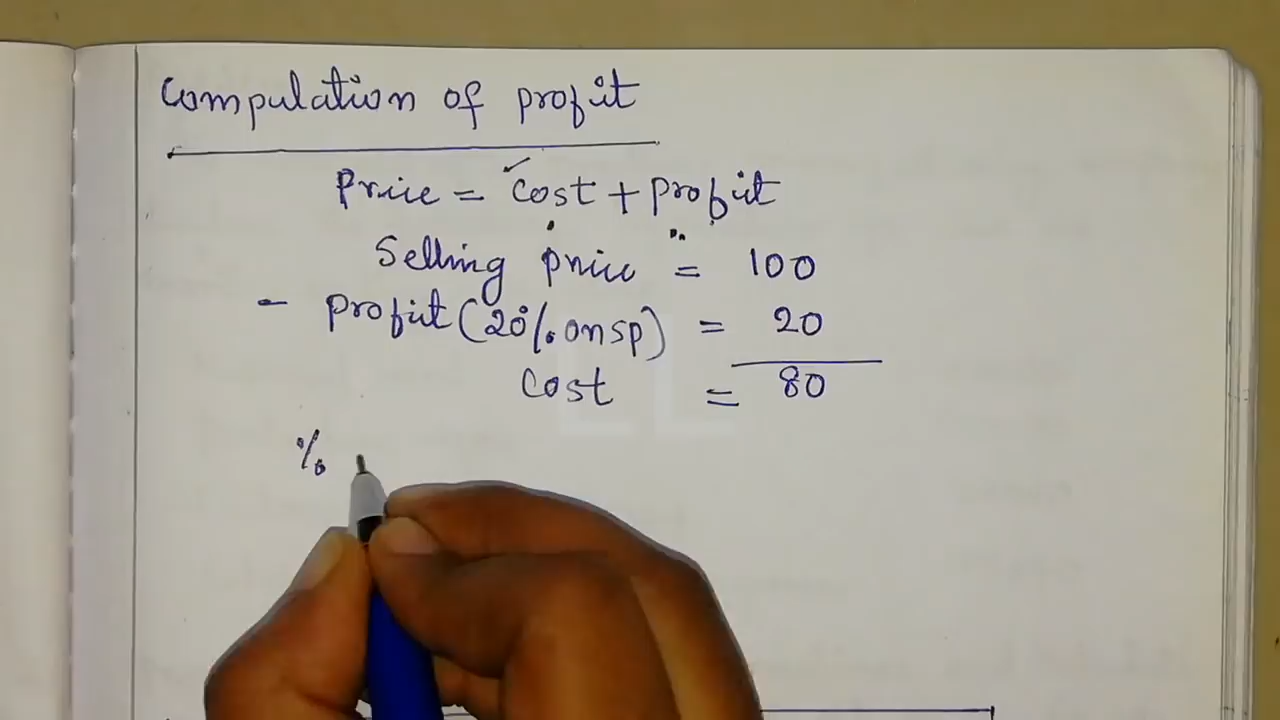 Computation of profit
Price = Cost + Profit
Selling price = 100
- Profit (20% on SP) = 20
Cost = 80
%